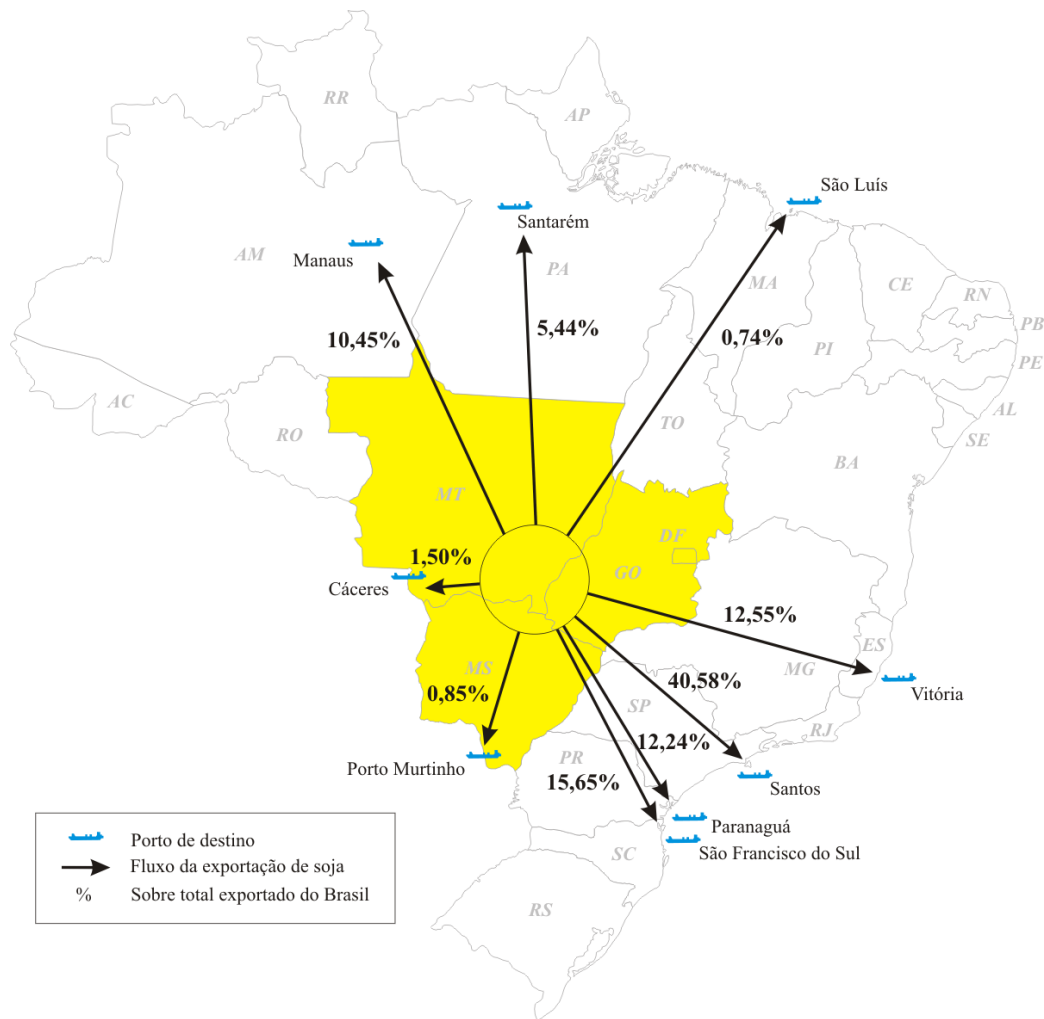 RR
AP
São Luís
Santarém
Manaus
AM
PA
MA
CE
RN
PB
PE
PI
10,45%
5,44%
0,74%
AC
RO
TO
AL
SE
BA
MT
DF
GO
1,50%
Cáceres
12,55%
ES
MG
Vitória
MS
0,85%
40,58%
SP
RJ
12,24%
PR
Porto Murtinho
15,65%
Santos
Paranaguá
São Francisco do Sul
SC
RS
Porto de destino
Fluxo da exportação de soja
% Sobre total exportado do Brasil